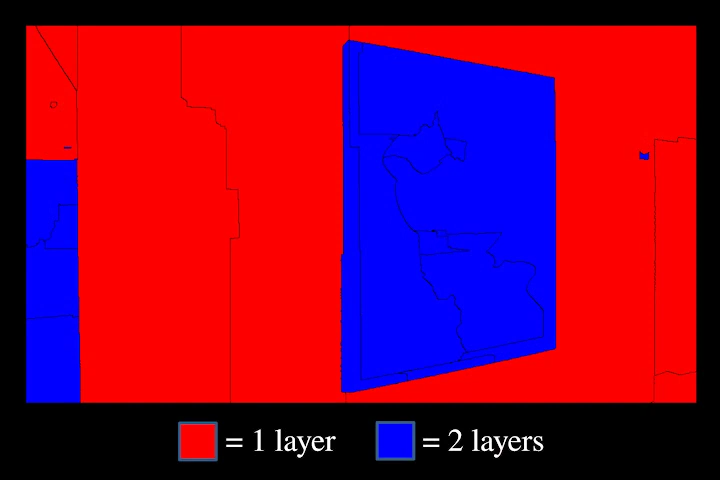 = 1 layer = 2 layers